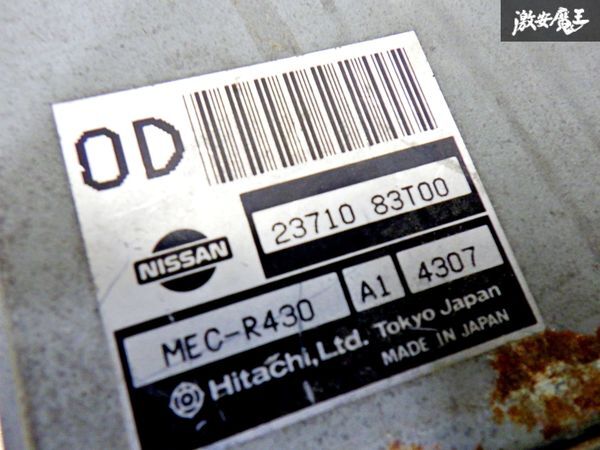 激安魔王
OD
NISSAN
23710 83T00
MEC-R430 A1 4307
Hitachi, Ltd. Tokyo Japan
MADE IN JAPAN